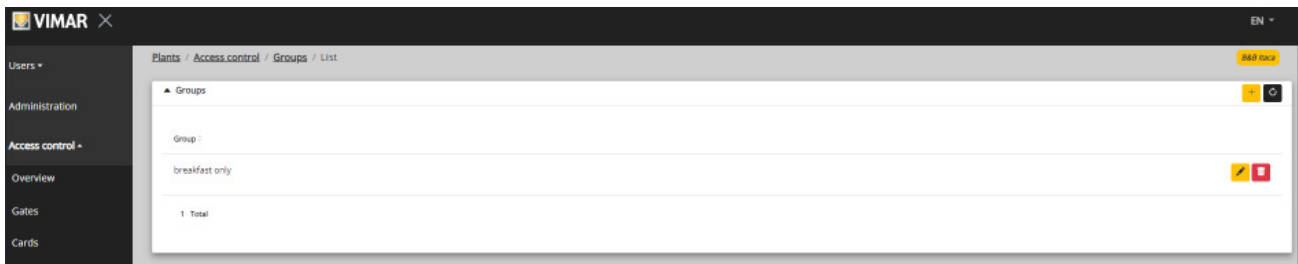 VIMAR
EN
Users
Plants / Access control / Groups / List
B&B Itaca
Groups
Administration
Group
Access control
breakfast only
Overview
Gates
1 Total
Cards